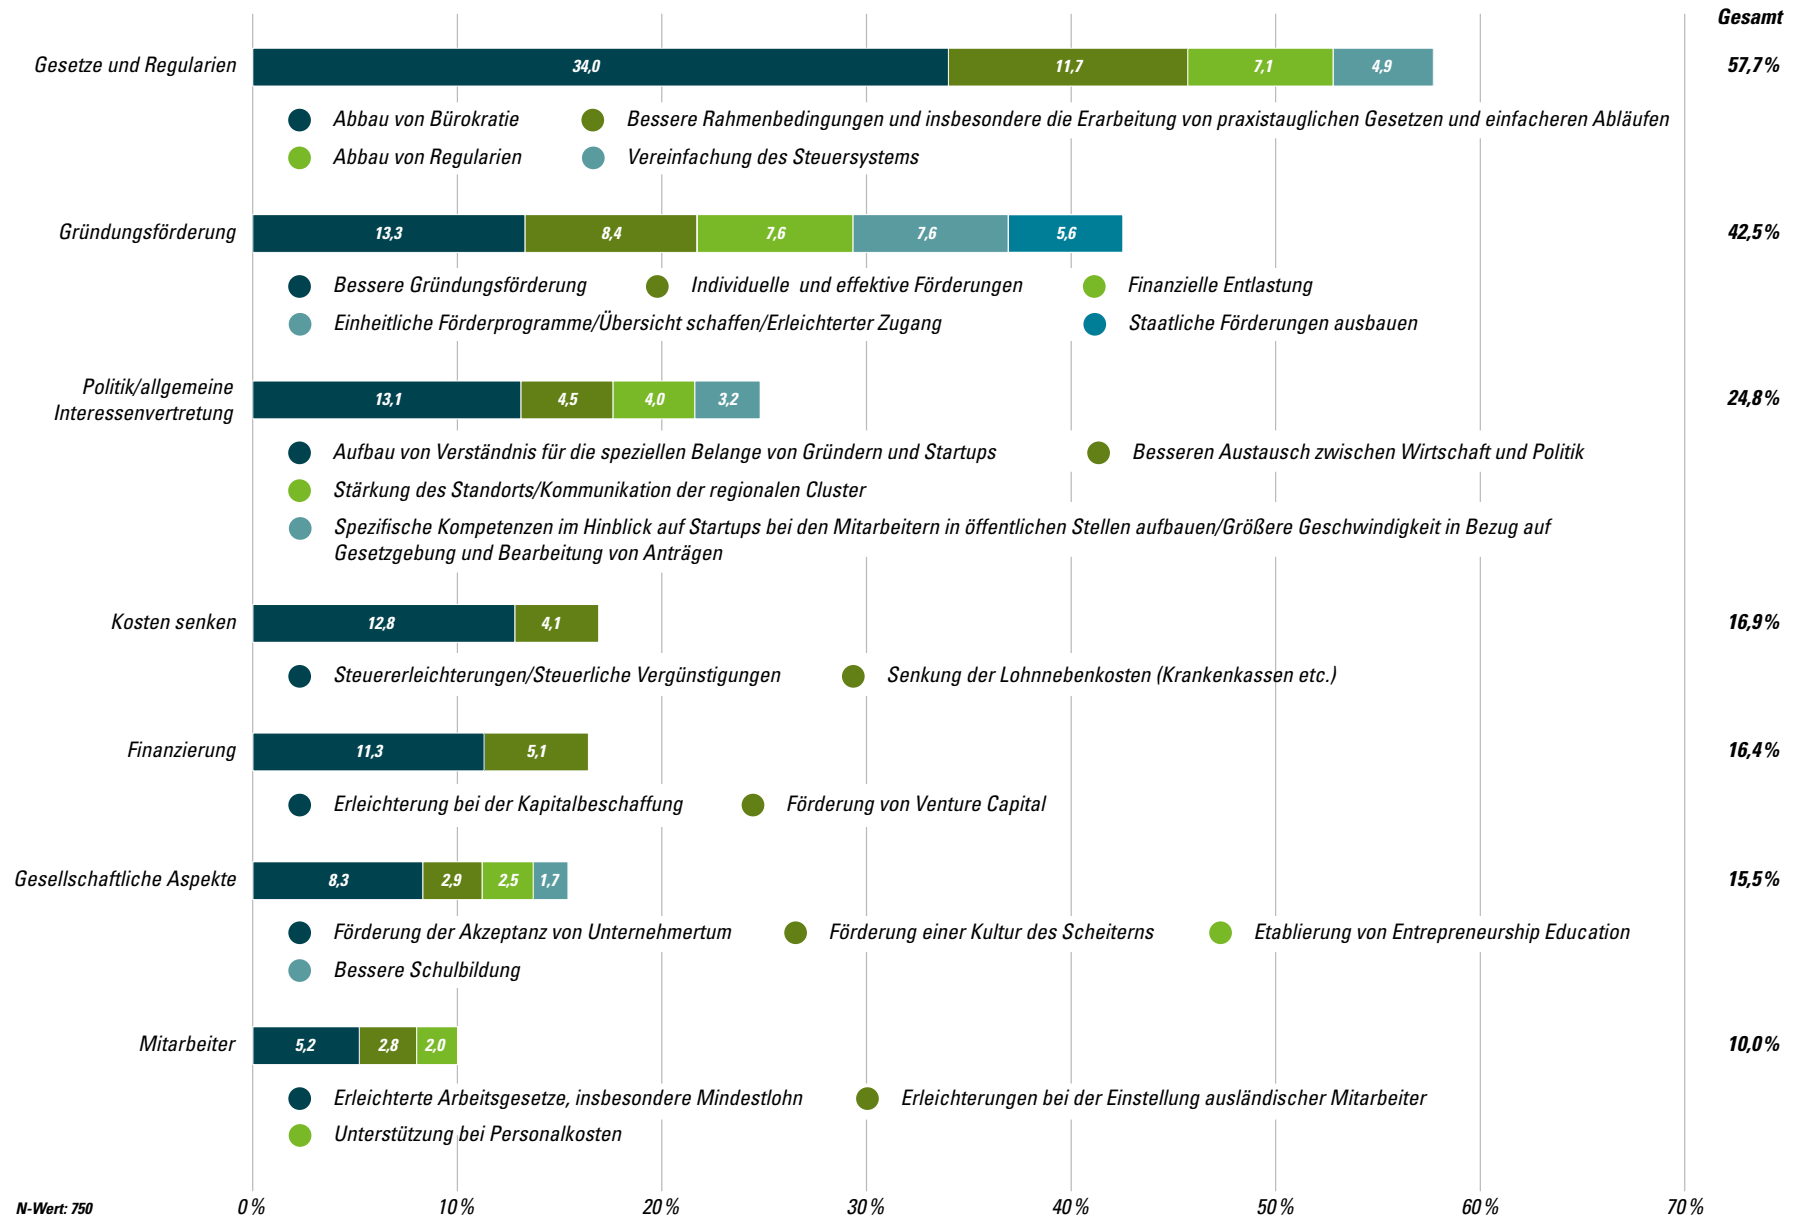 Gesamt
Gesetze und Regularien 34,0 11,7 7,1 4,9 57,7%
Abbau von Bürokratie Bessere Rahmenbedingungen und insbesondere die Erarbeitung von praxistauglichen Gesetzen und einfacheren Abläufen
Abbau von Regularien Vereinfachung des Steuersystems
Gründungsförderung 13,3 8,4 7,6 7,6 5,6 42,5%
Bessere Gründungsförderung Individuelle und effektive Förderungen Finanzielle Entlastung
Einheitliche Förderprogramme/Übersicht schaffen/Erleichterter Zugang Staatliche Förderungen ausbauen
Politik/allgemeine
Interessenvertretung 13,1 4,5 4,0 3,2 24,8%
Aufbau von Verständnis für die speziellen Belange von Gründern und Startups Besseren Austausch zwischen Wirtschaft und Politik
Stärkung des Standorts/Kommunikation der regionalen Cluster
Spezifische Kompetenzen im Hinblick auf Startups bei den Mitarbeitern in öffentlichen Stellen aufbauen/Größere Geschwindigkeit in Bezug auf
Gesetzgebung und Bearbeitung von Anträgen
Kosten senken 12,8 4,1 16,9%
Steuererleichterungen/Steuerliche Vergünstigungen Senkung der Lohnnebenkosten (Krankenkassen etc.)
Finanzierung 11,3 5,1 16,4%
Erleichterung bei der Kapitalbeschaffung Förderung von Venture Capital
Gesellschaftliche Aspekte 8,3 2,9 2,5 1,7 15,5%
Förderung der Akzeptanz von Unternehmertum Förderung einer Kultur des Scheiterns Etablierung von Entrepreneurship Education
Bessere Schulbildung
Mitarbeiter 5,2 2,8 2,0 10,0%
Erleichterte Arbeitsgesetze, insbesondere Mindestlohn Erleichterungen bei der Einstellung ausländischer Mitarbeiter
Unterstützung bei Personalkosten
N-Wert: 750 0% 10% 20% 30% 40% 50% 60% 70%